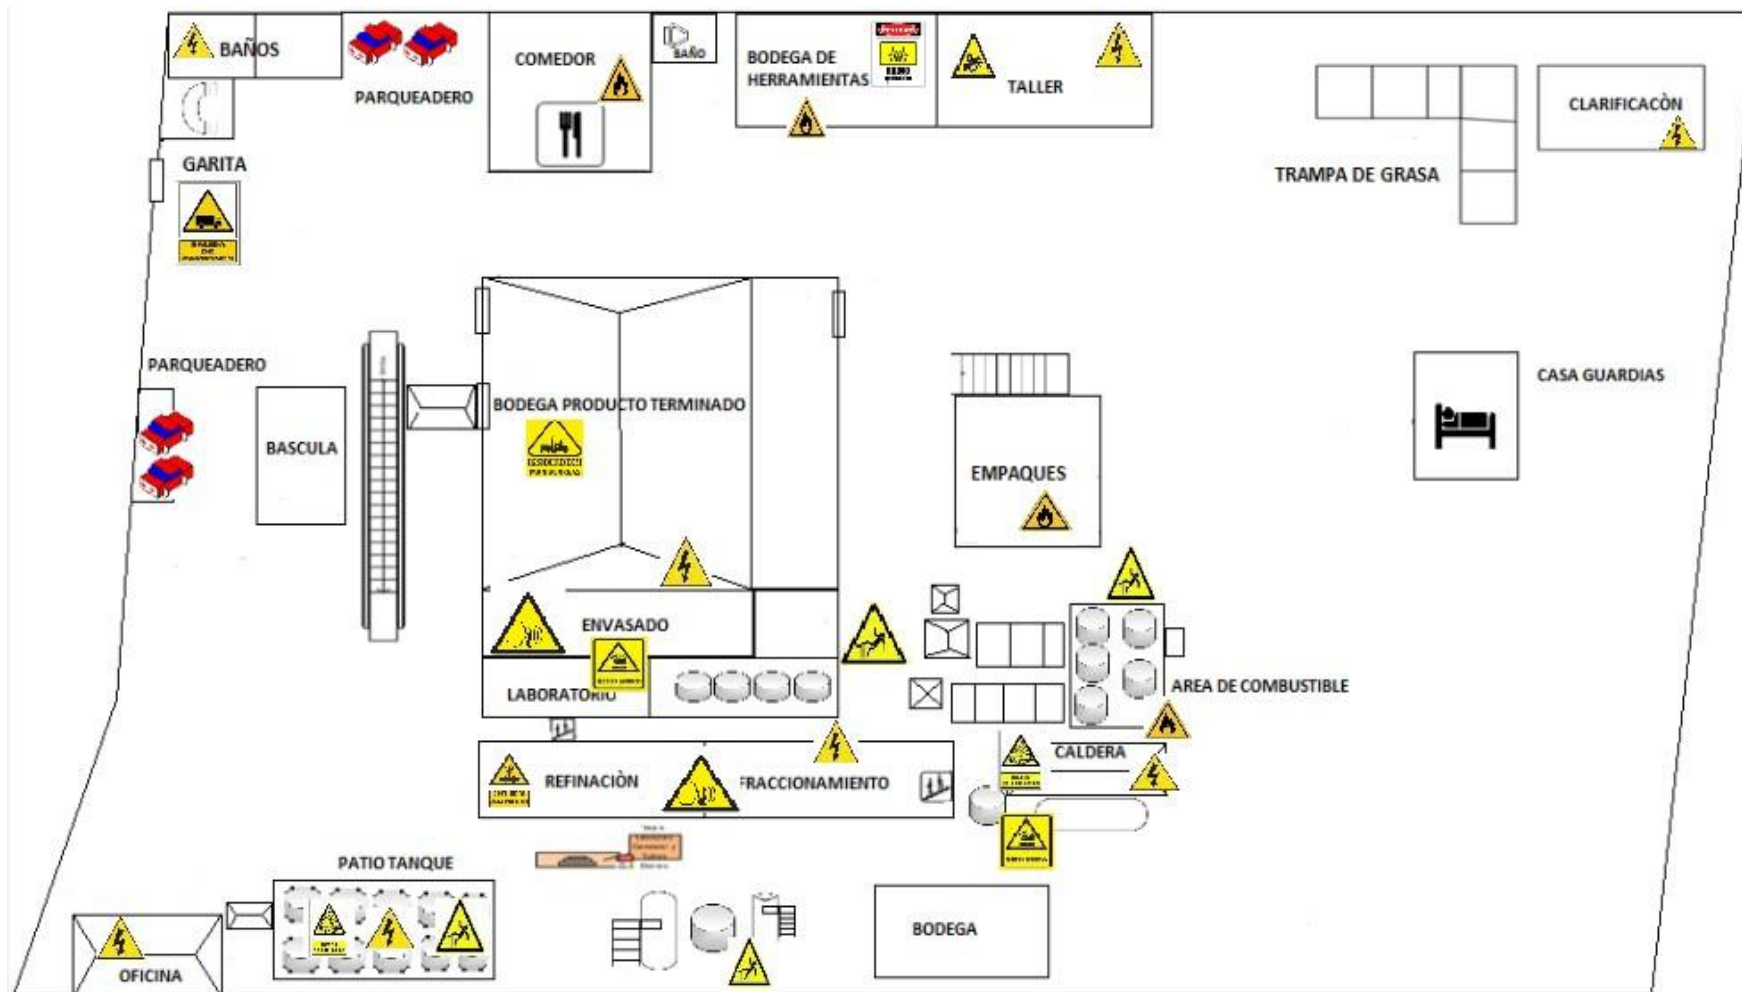 BAÑOS
PARQUEADERO
COMEDOR
BAÑO
BODEGA DE
HERRAMIENTAS
TALLER
CLARIFICACÒN
TRAMPA DE GRASA
GARITA
PARQUEADERO
BASCULA
BODEGA PRODUCTO TERMINADO
EMPAQUES
CASA GUARDIAS
ENVASADO
LABORATORIO
AREA DE COMBUSTIBLE
CALDERA
REFINACIÒN
FRACCIONAMIENTO
PATIO TANQUE
OFICINA
BODEGA